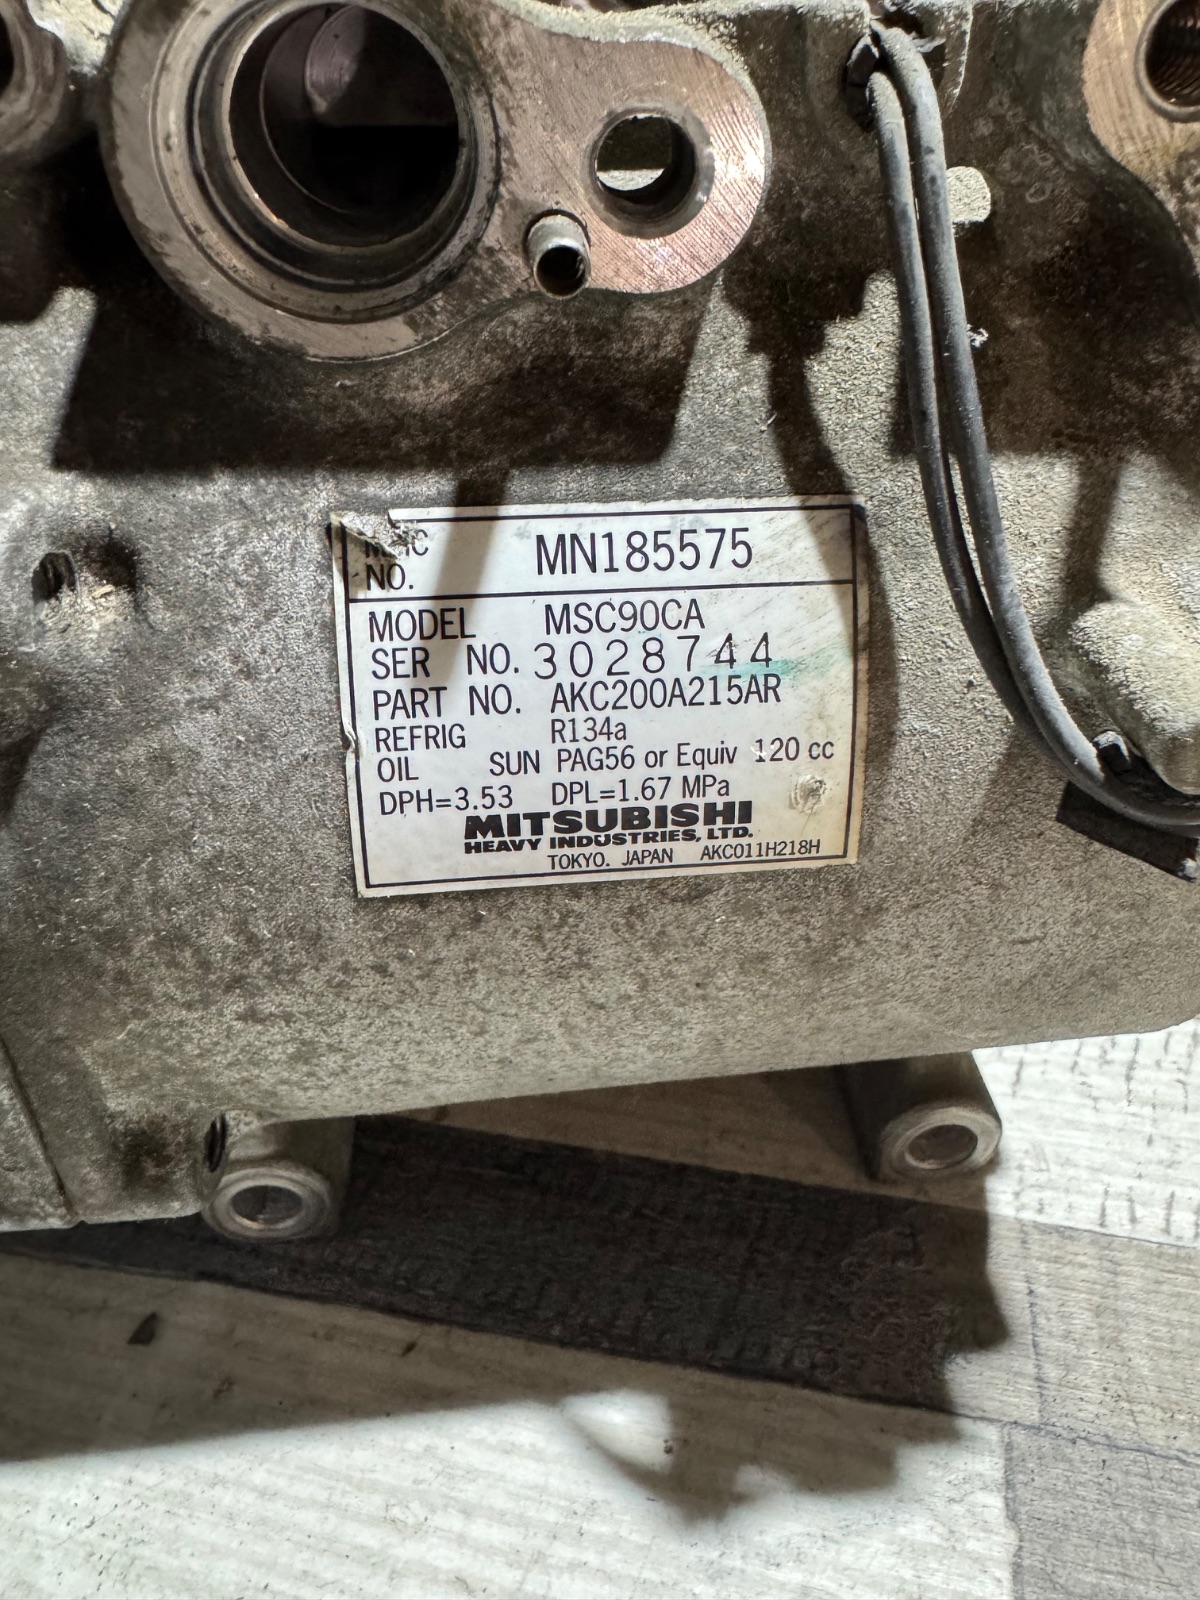 NO. MN185575
MODEL MSC90CA
SER NO. 3028744
PART NO. AKC200A215AR
REFRIG R134a
OIL SUN PAG56 or Equiv 120 cc
DPH=3.53 DPL=1.67 MPa
MITSUBISHI
HEAVY INDUSTRIES, LTD.
TOKYO. JAPAN AKC011H218H